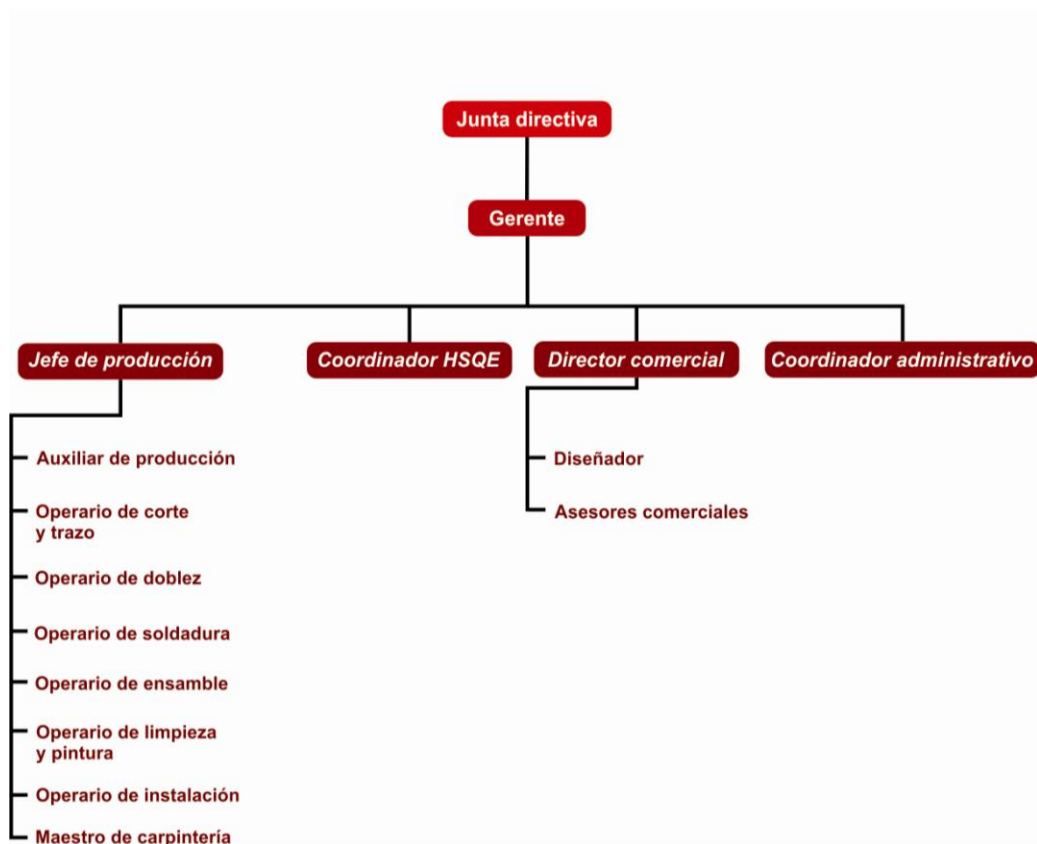 Junta directiva
Gerente
Jefe de producción
Coordinador HSQE
Director comercial
Coordinador administrativo
Auxiliar de producción
Operario de corte
y trazo
Operario de doblez
Operario de soldadura
Operario de ensamble
Operario de limpieza
y pintura
Operario de instalación
Maestro de carpintería
Diseñador
Asesores comerciales